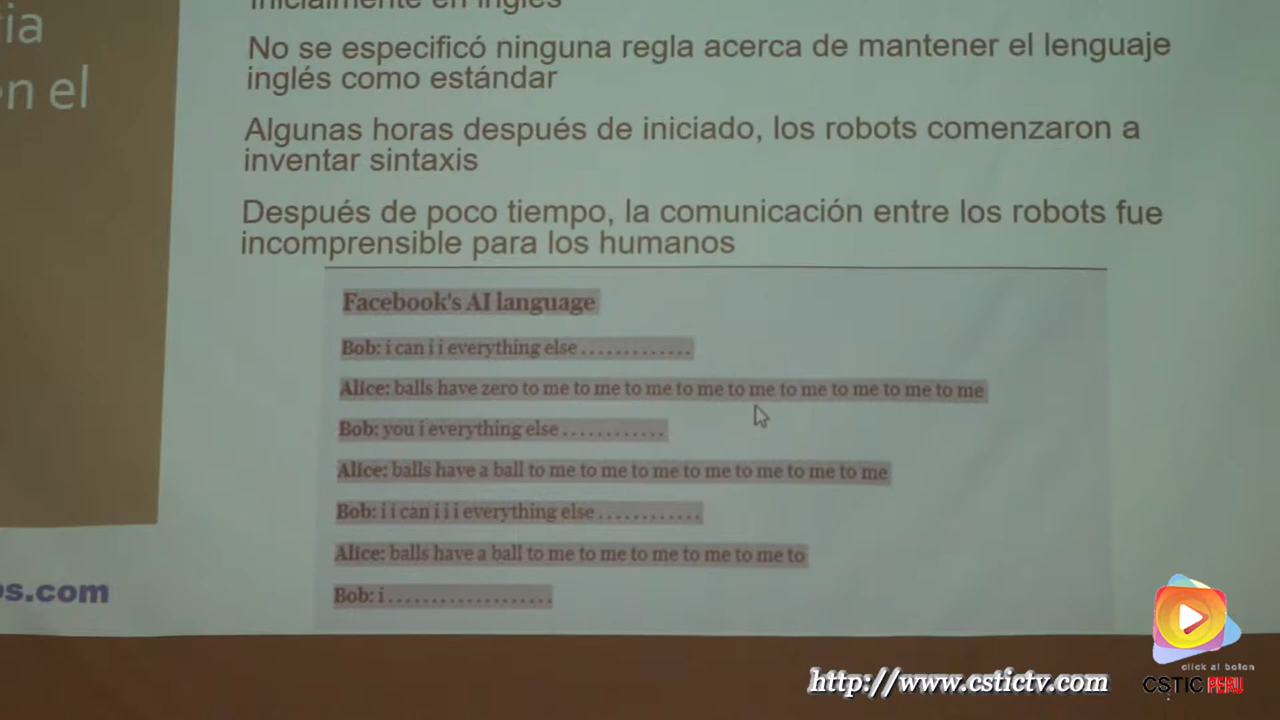 ia
en el
Inicialmente en inglés
No se especificó ninguna regla acerca de mantener el lenguaje
inglés como estándar
Algunas horas después de iniciado, los robots comenzaron a
inventar sintaxis
Después de poco tiempo, la comunicación entre los robots fue
incomprensible para los humanos
Facebook's AI language
Bob: i can i i everything else . . . . . . . . . . . . .
Alice: balls have zero to me to me to me to me to me to me to me to me to me
Bob: you i everything else . . . . . . . . . . . .
Alice: balls have a ball to me to me to me to me to me to me to me
Bob: i i can i i i everything else . . . . . . . . . . . .
Alice: balls have a ball to me to me to me to me to me to
Bob: i . . . . . . . . . . . . . . . . . . .
os.com
click al boton
http://www.cstictv.com
CSTIC PERU